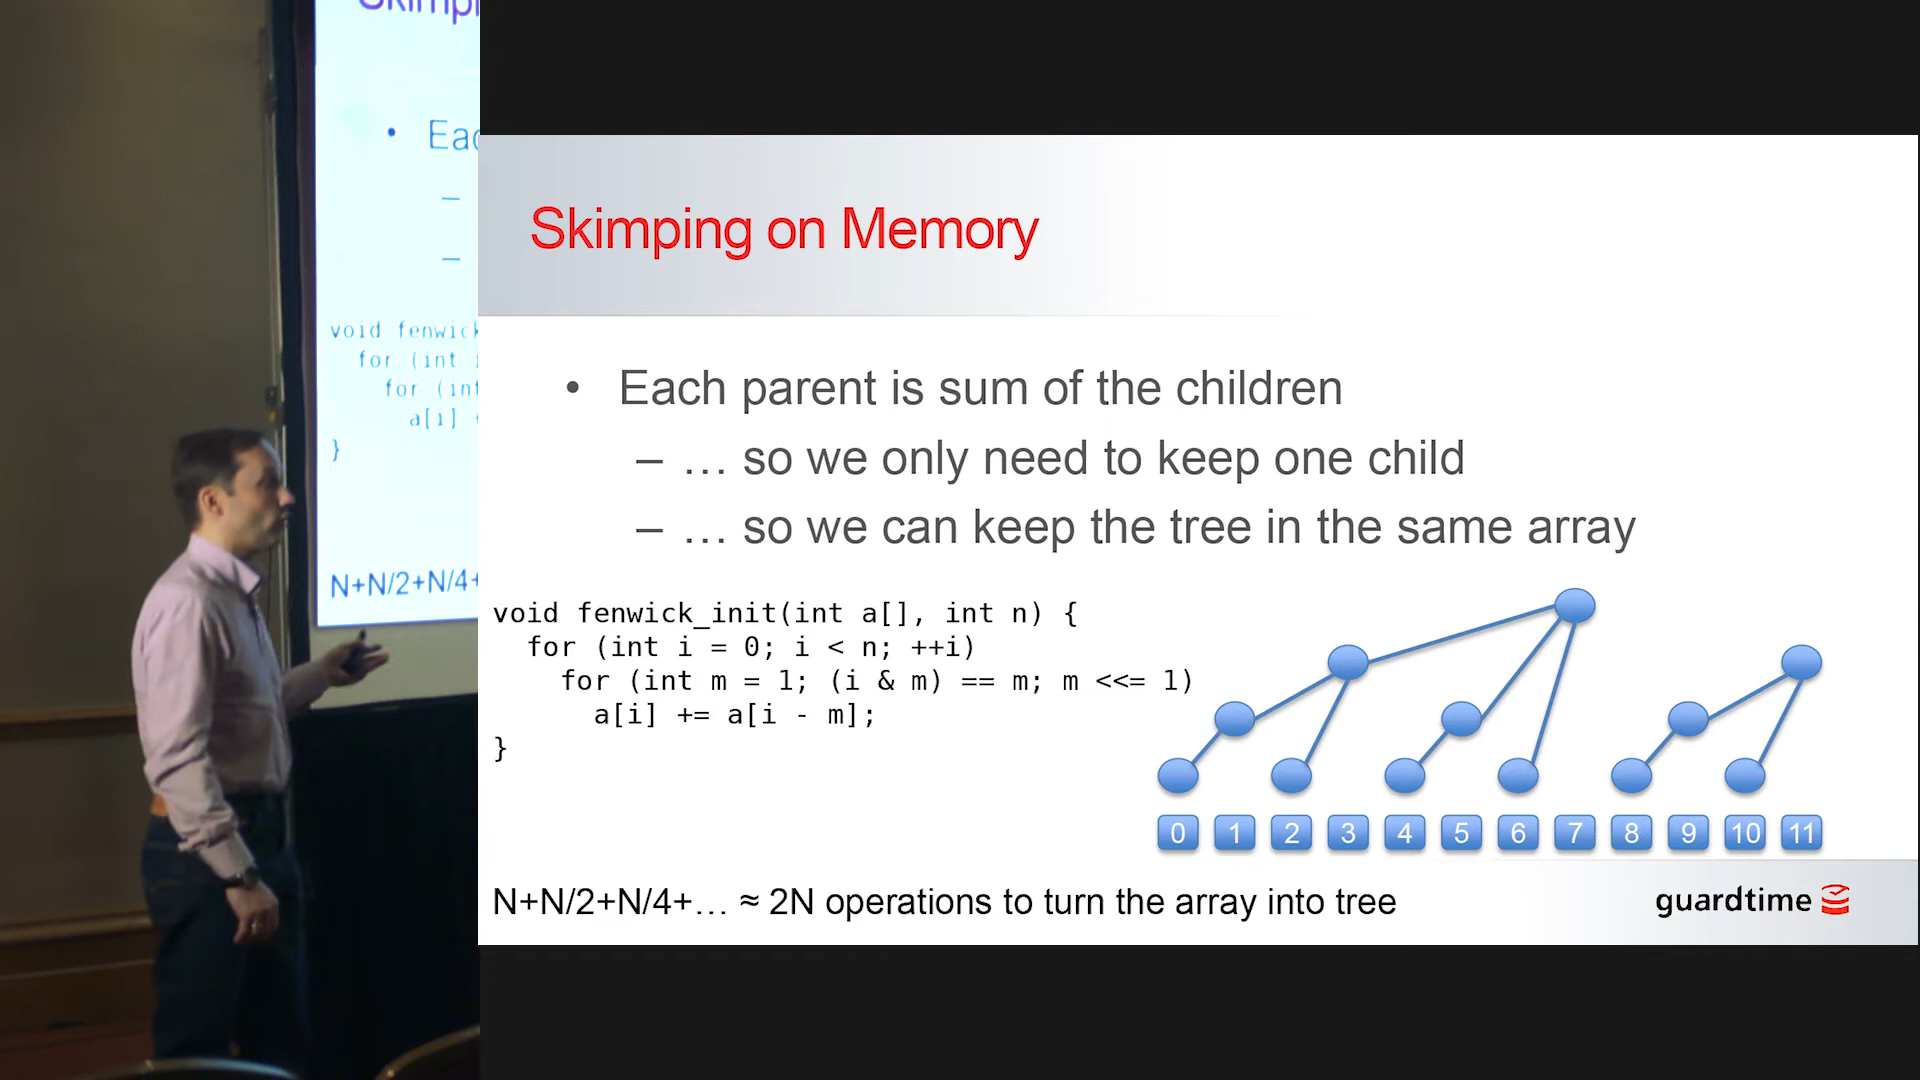 Skimpi
• Eac
–
–
void fenwick
for (int i
for (int
a[i] +
}
N+N/2+N/4+
Skimping on Memory
• Each parent is sum of the children
– … so we only need to keep one child
– … so we can keep the tree in the same array
void fenwick_init(int a[], int n) {
for (int i = 0; i < n; ++i)
for (int m = 1; (i & m) == m; m <<= 1)
a[i] += a[i - m];
}
0 1 2 3 4 5 6 7 8 9 10 11
N+N/2+N/4+… ≈ 2N operations to turn the array into tree
guardtime